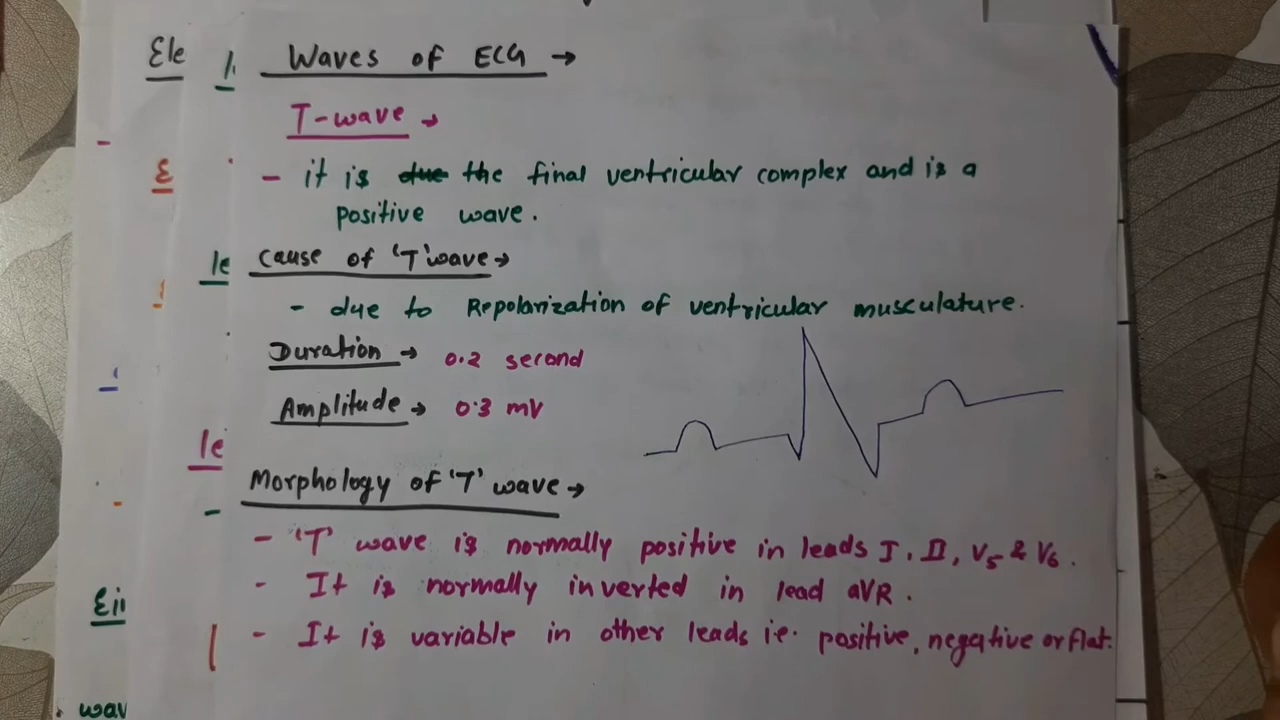 Ele 1. Waves of ECG →
T-wave →
- it is due the final ventricular complex and is a
positive wave.
Cause of 'T' wave →
- due to Repolarization of ventricular musculature.
Duration → 0.2 second
Amplitude → 0.3 mV
Morphology of 'T' wave →
- 'T' wave is normally positive in leads I, II, V5 & V6.
- It is normally inverted in lead aVR.
- It is variable in other leads i.e. positive, negative or flat.
wav